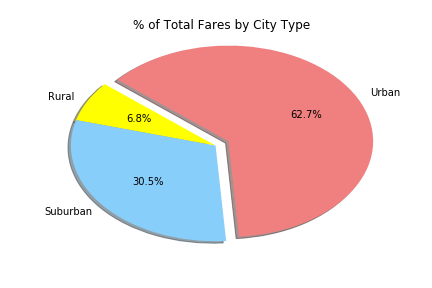 % of Total Fares by City Type
Urban
Rural
62.7%
6.8%
30.5%
Suburban